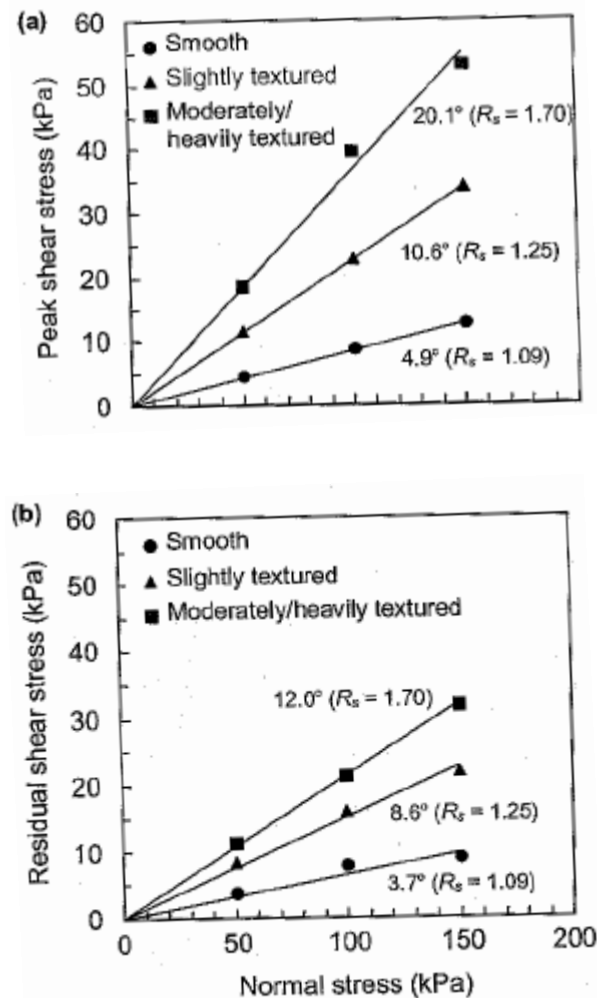 (a)
60
50
40
30
20
10
0
Peak shear stress (kPa)
Smooth
Slightly textured
Moderately/
heavily textured
20.1° (Rs = 1.70)
10.6° (Rs = 1.25)
4.9° (Rs = 1.09)
(b)
60
50
40
30
20
10
0
Residual shear stress (kPa)
Smooth
Slightly textured
Moderately/heavily textured
12.0° (Rs = 1.70)
8.6° (Rs = 1.25)
3.7° (Rs = 1.09)
0 50 100 150 200
Normal stress (kPa)